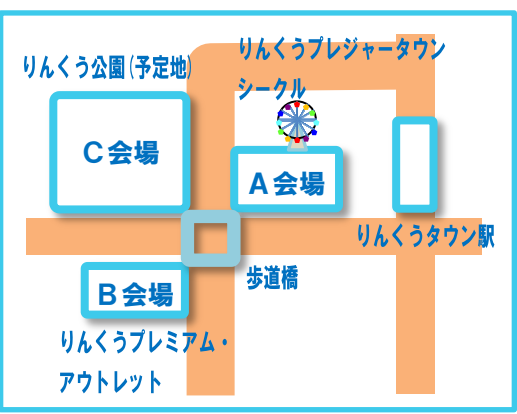 りんくうプレジャータウン
シークル
りんくう公園(予定地)
C会場
A会場
りんくうタウン駅
歩道橋
B会場
りんくうプレミアム・
アウトレット